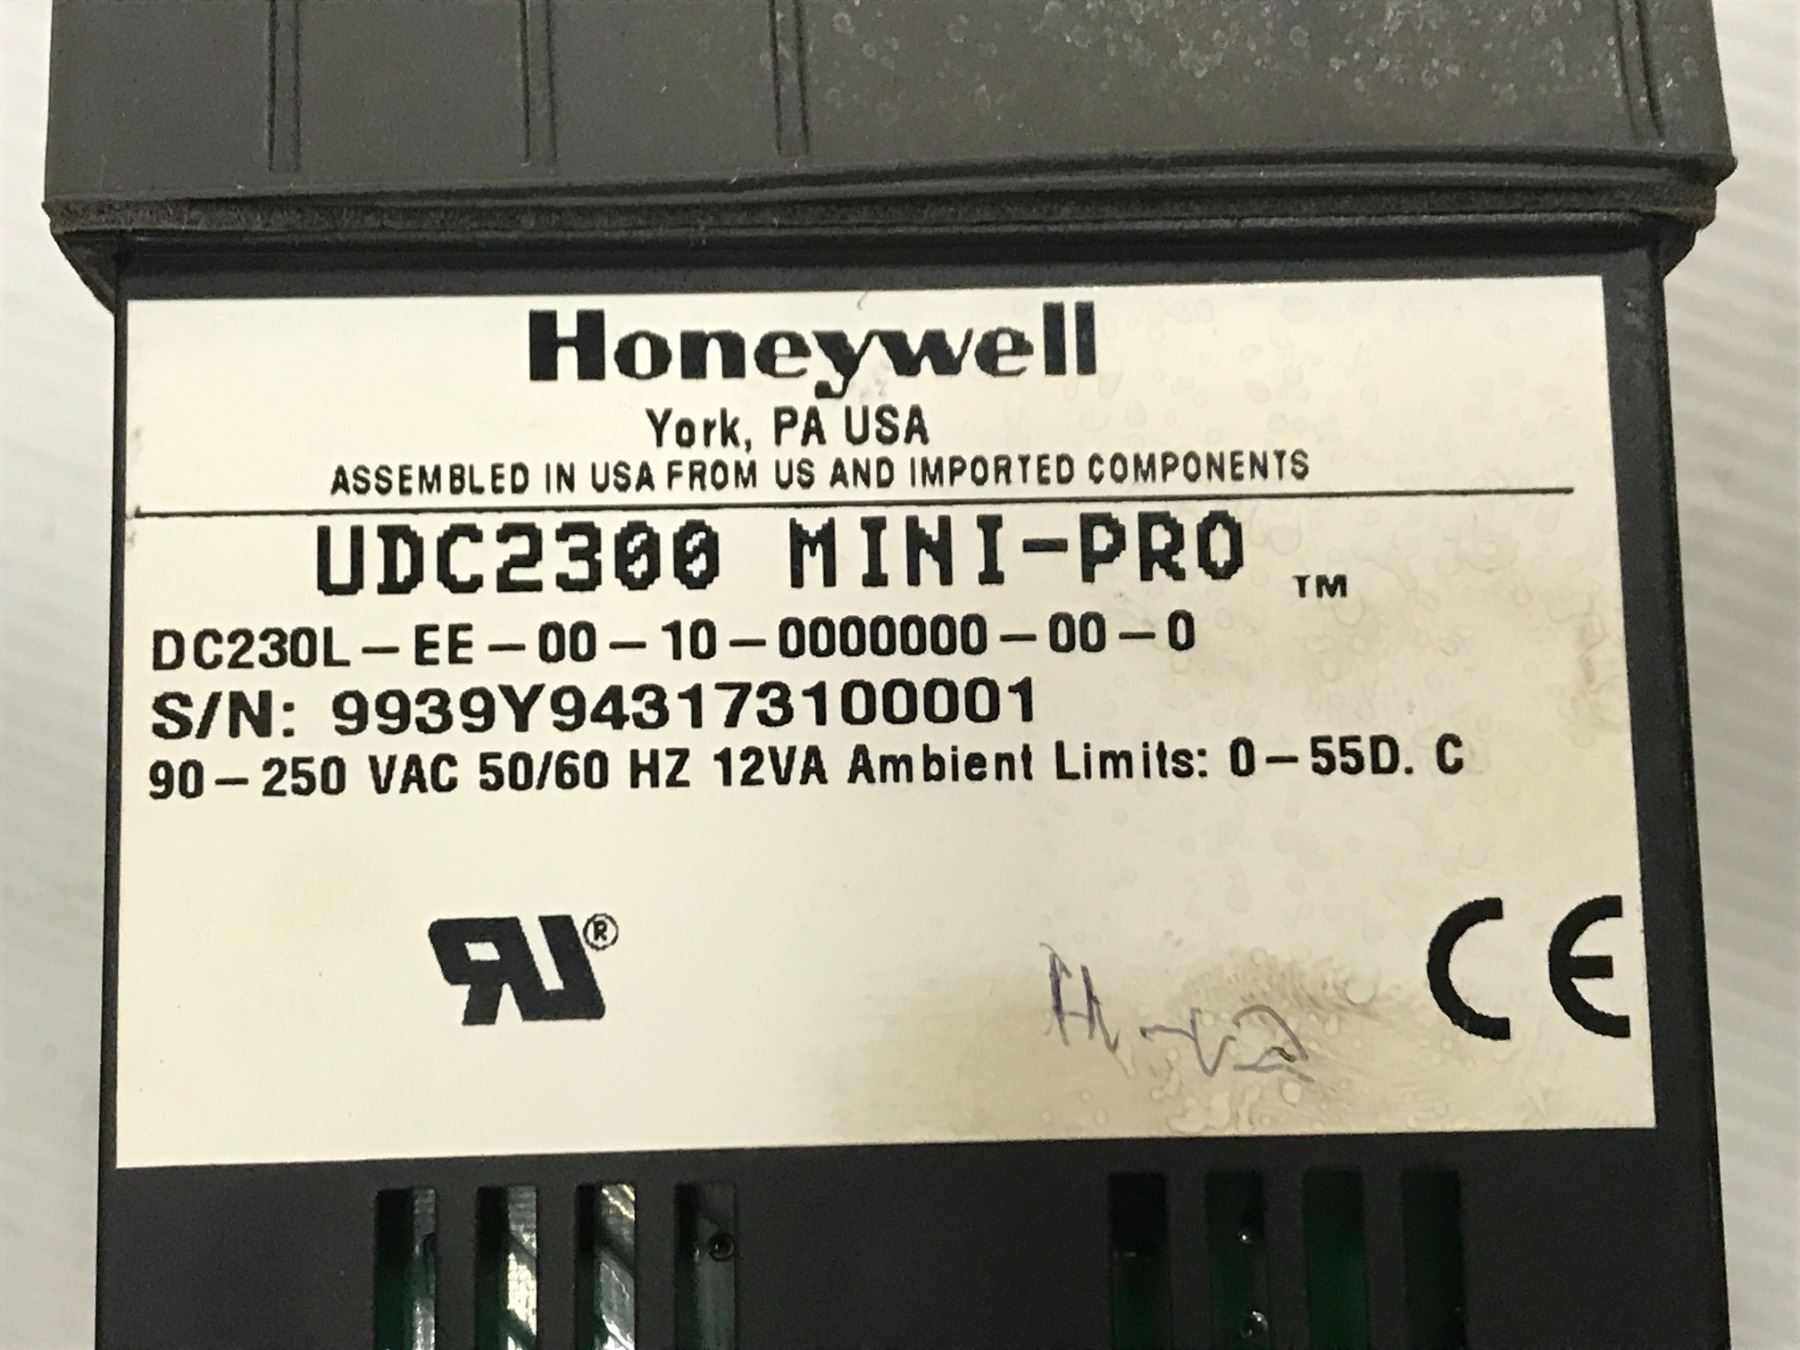 Honeywell
York, PA USA
ASSEMBLED IN USA FROM US AND IMPORTED COMPONENTS
UDC2300 MINI-PRO ™
DC230L-EE-00-10-0000000-00-0
S/N: 9939Y943173100001
90-250 VAC 50/60 HZ 12VA Ambient Limits: 0-55D. C
RU®
CE